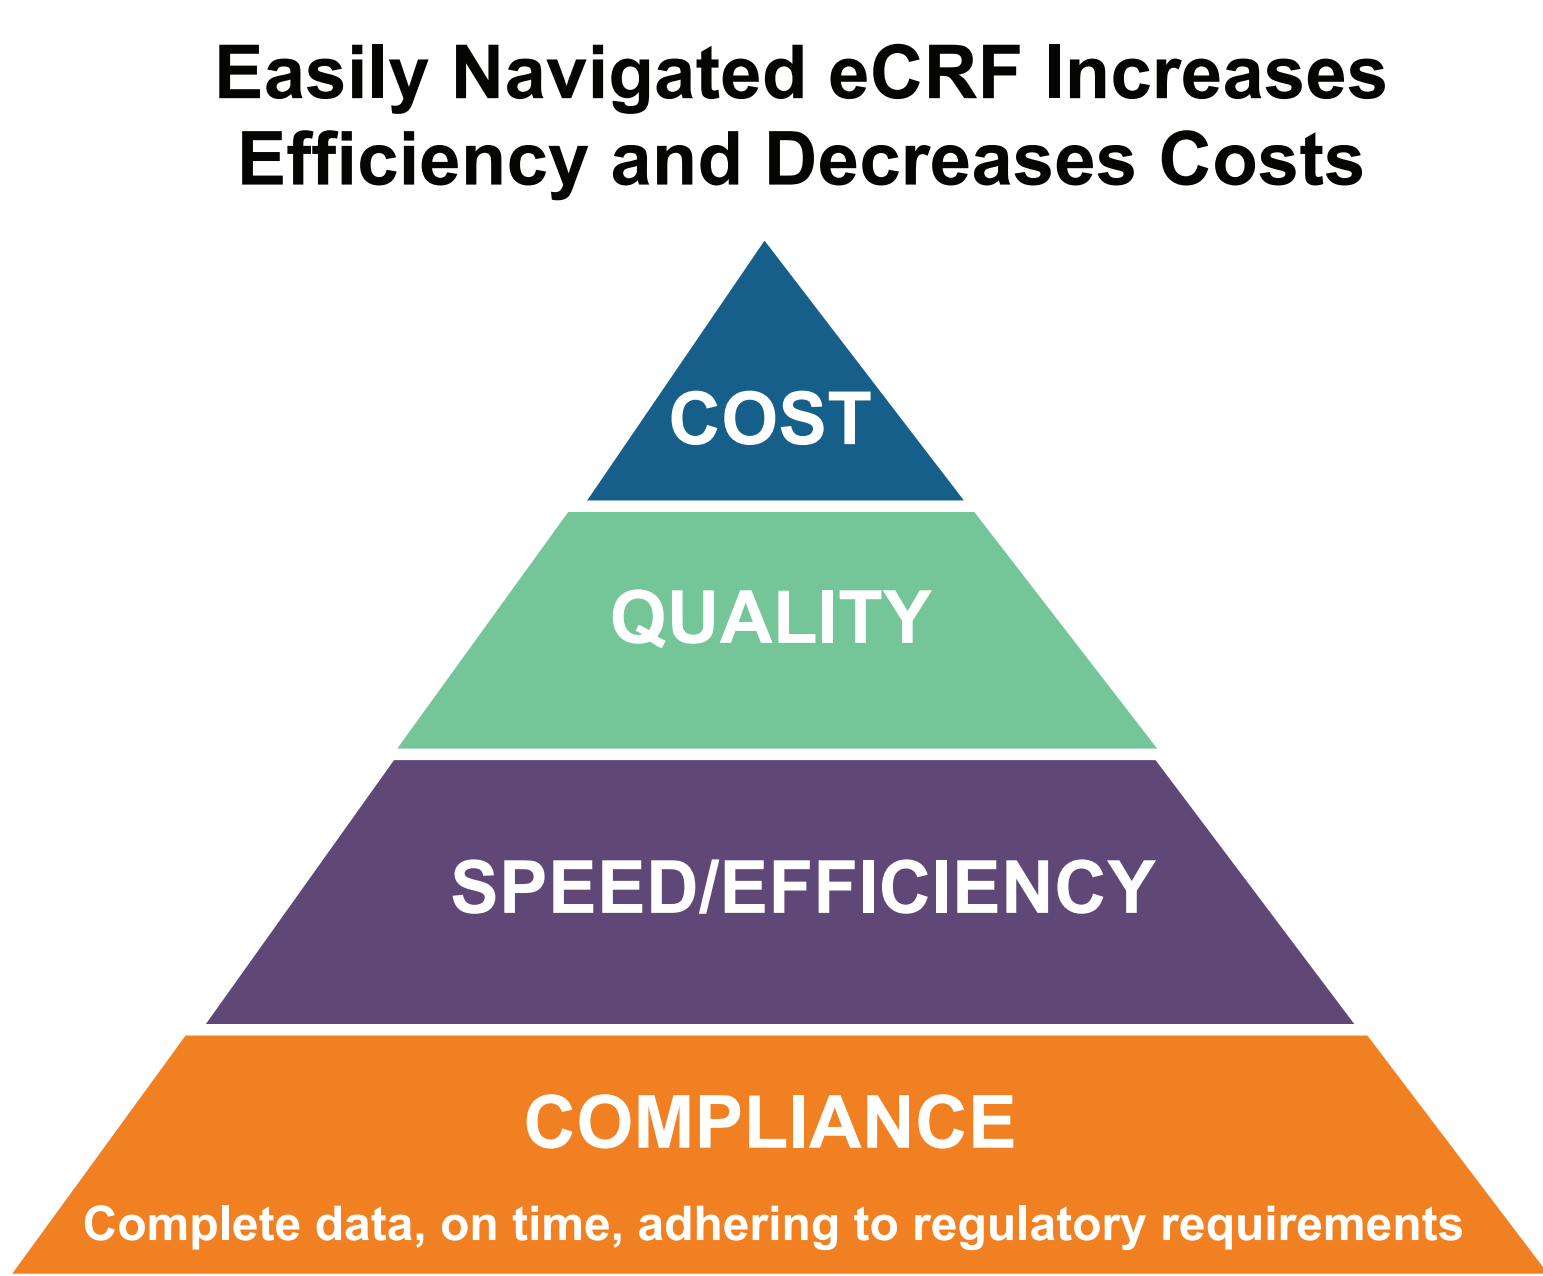 Easily Navigated eCRF Increases
Efficiency and Decreases Costs
COST
QUALITY
SPEED/EFFICIENCY
COMPLIANCE
Complete data, on time, adhering to regulatory requirements